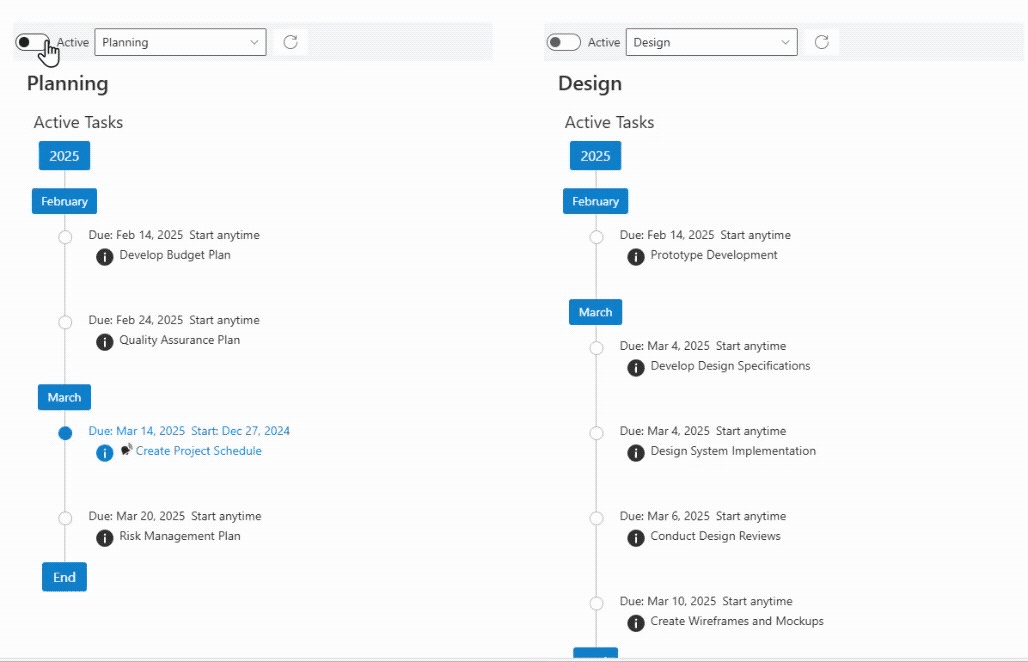 Active Planning
Planning
Active Tasks
2025
February
Due: Feb 14, 2025 Start anytime
Develop Budget Plan
Due: Feb 24, 2025 Start anytime
Quality Assurance Plan
March
Due: Mar 14, 2025 Start: Dec 27, 2024
Create Project Schedule
Due: Mar 20, 2025 Start anytime
Risk Management Plan
End
Active Design
Design
Active Tasks
2025
February
Due: Feb 14, 2025 Start anytime
Prototype Development
March
Due: Mar 4, 2025 Start anytime
Develop Design Specifications
Due: Mar 4, 2025 Start anytime
Design System Implementation
Due: Mar 6, 2025 Start anytime
Conduct Design Reviews
Due: Mar 10, 2025 Start anytime
Create Wireframes and Mockups